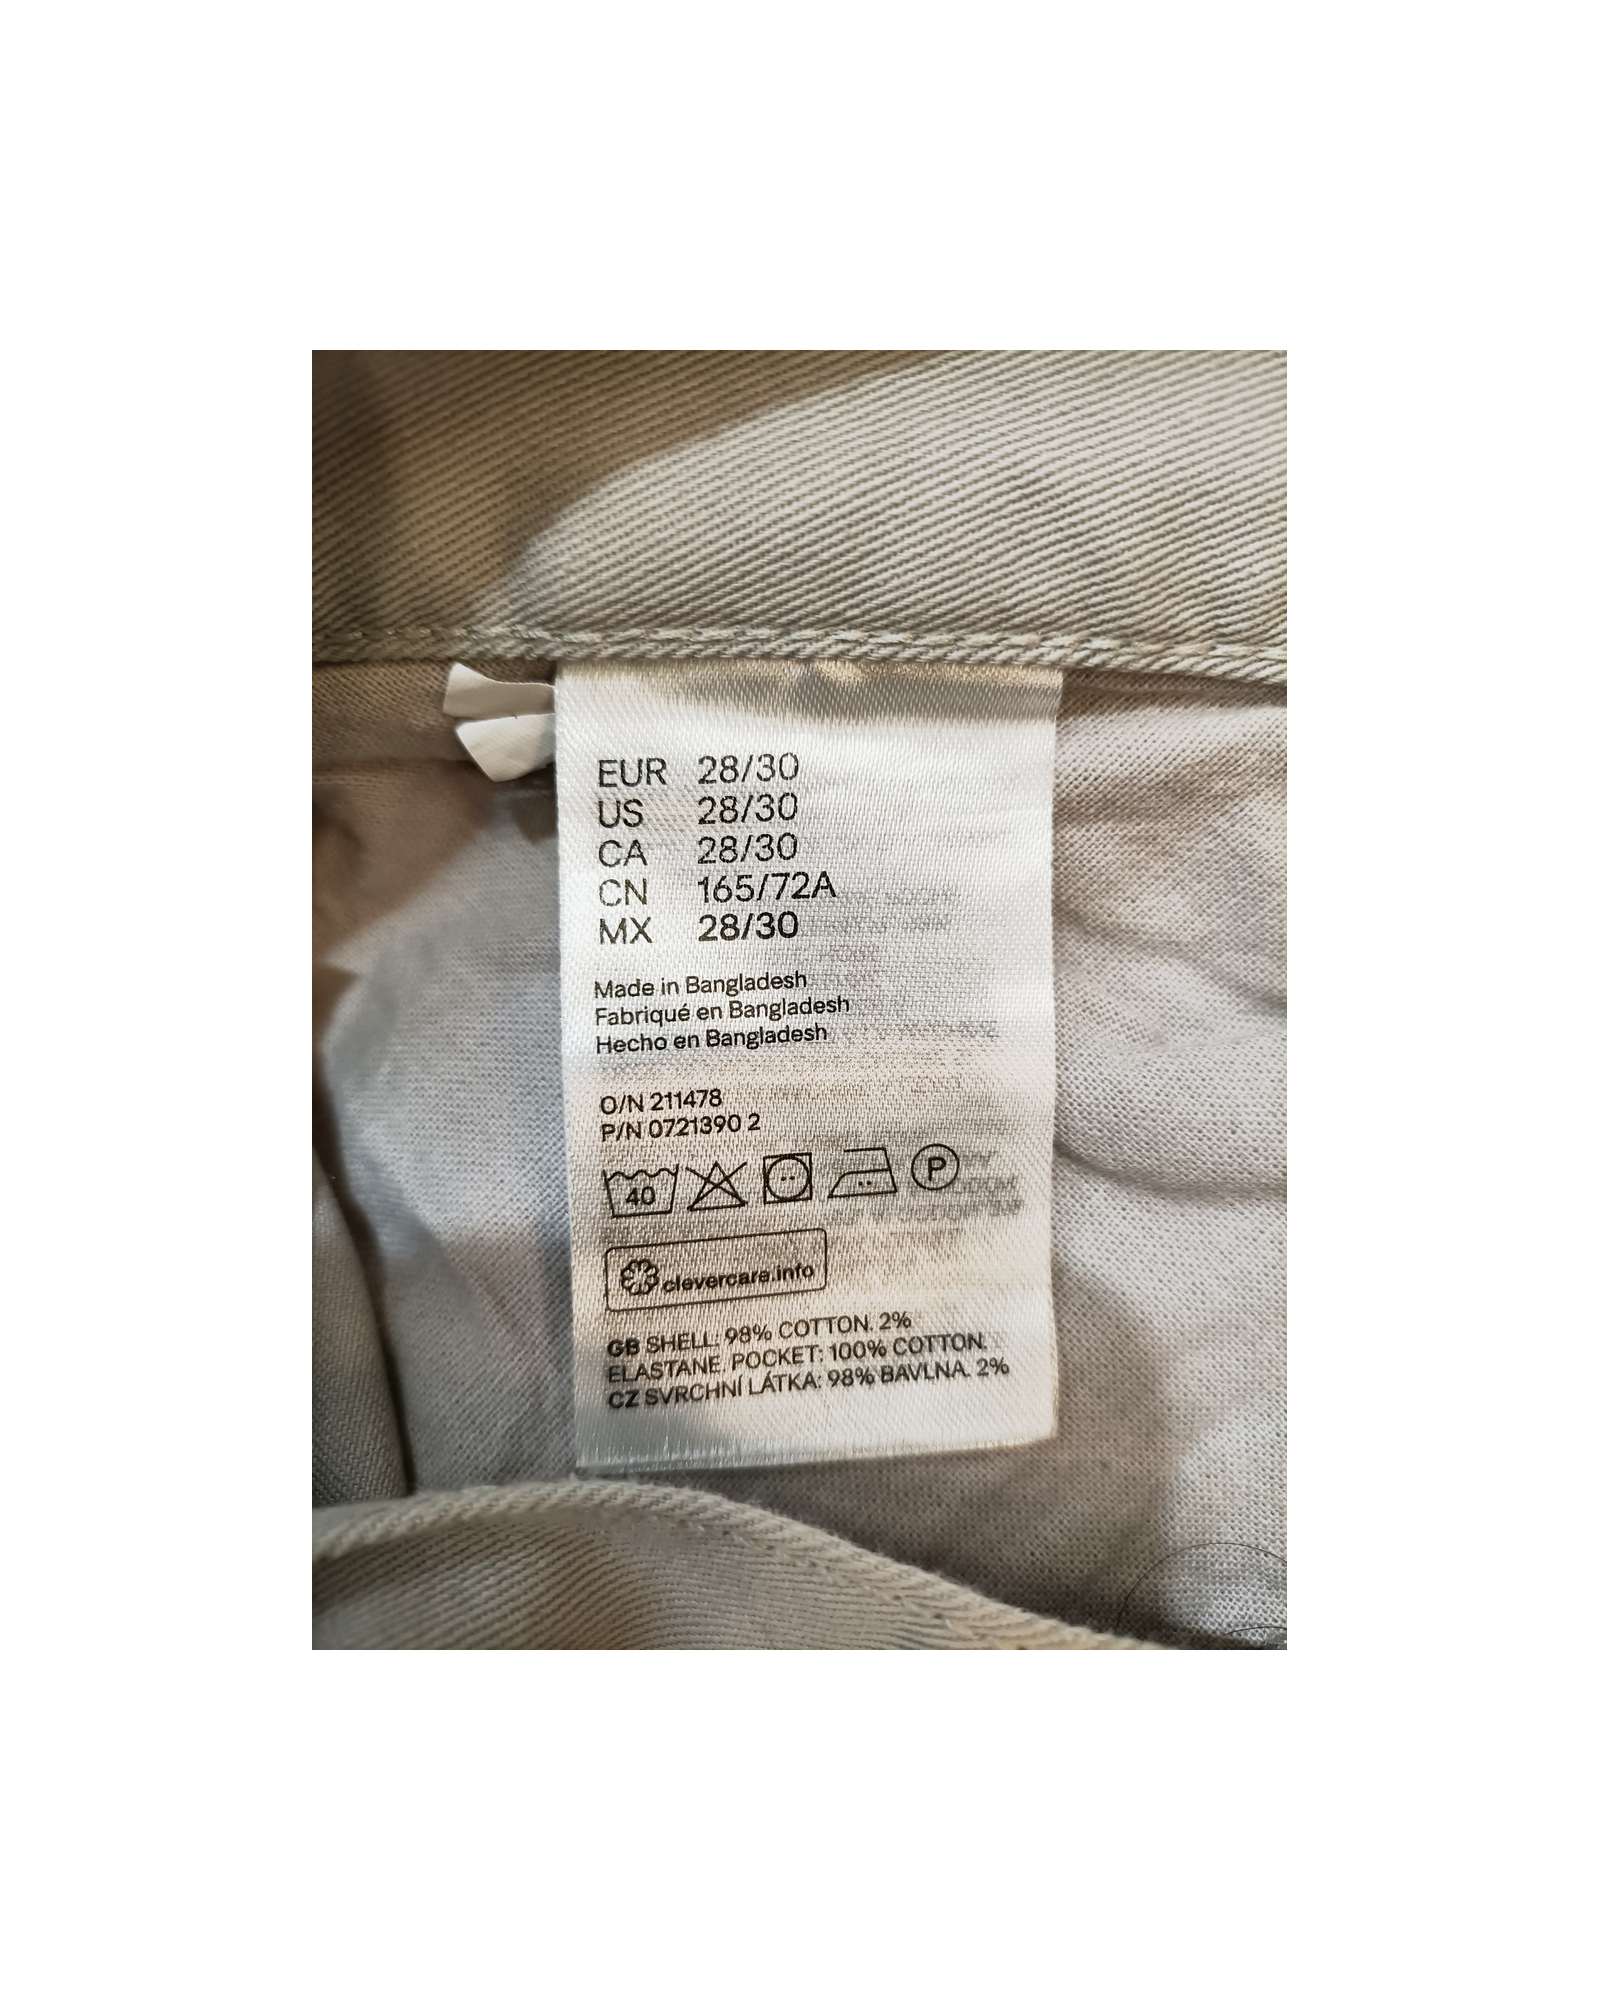 EUR 28/30
US 28/30
CA 28/30
CN 165/72A
MX 28/30
Made in Bangladesh
Fabriqué en Bangladesh
Hecho en Bangladesh
O/N 211478
P/N 0721390 2
40 P
clevercare.info
GB SHELL: 98% COTTON. 2%
ELASTANE. POCKET: 100% COTTON.
CZ SVRCHNÍ LÁTKA: 98% BAVLNA. 2%